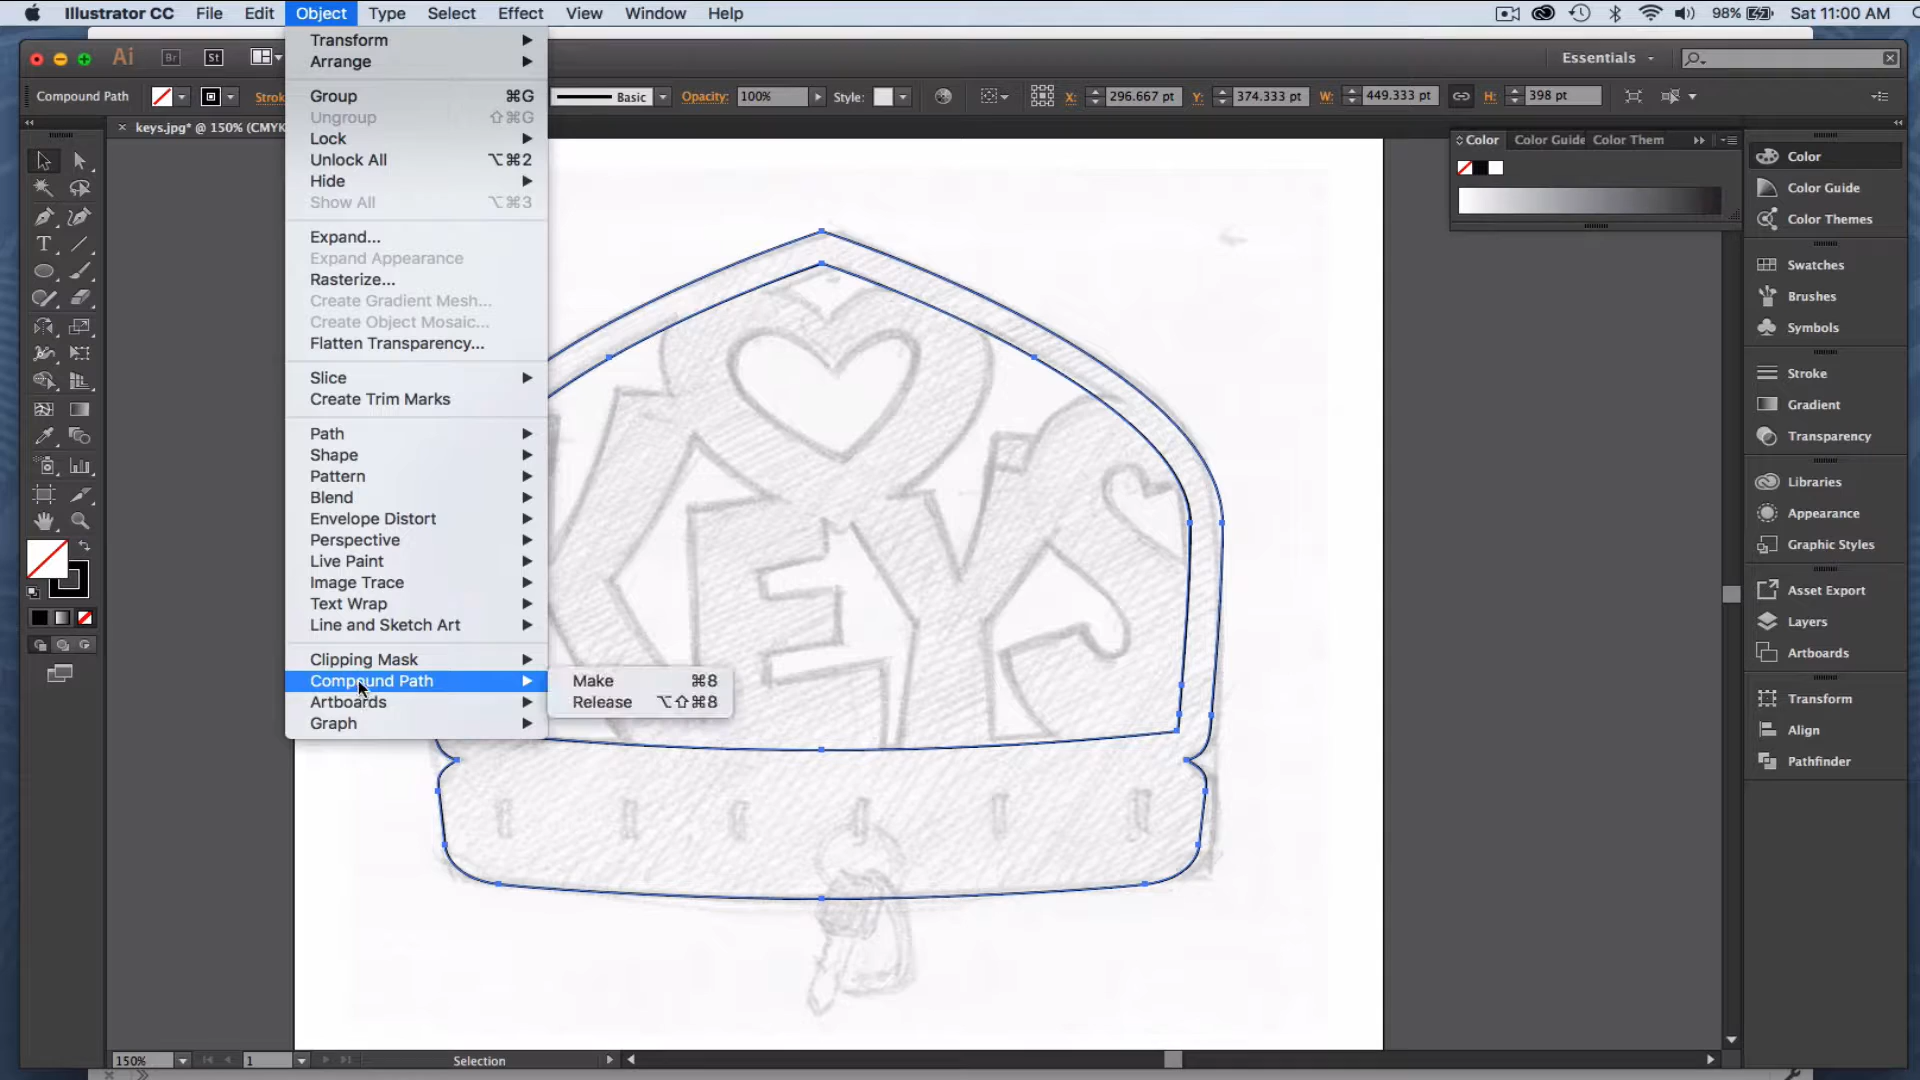 Illustrator CC File Edit Object Type Select Effect View Window Help 98% Sat 11:00 AM
Ai Br St Essentials
Compound Path Strok Basic Opacity: 100% Style: X: 296.667 pt Y: 374.333 pt W: 449.333 pt H: 398 pt
× keys.jpg* @ 150% (CMYK
Transform
Arrange
Group ⌘G
Ungroup ⇧⌘G
Lock
Unlock All ⌥⌘2
Hide
Show All ⌥⌘3
Expand...
Expand Appearance
Rasterize...
Create Gradient Mesh...
Create Object Mosaic...
Flatten Transparency...
Slice
Create Trim Marks
Path
Shape
Pattern
Blend
Envelope Distort
Perspective
Live Paint
Image Trace
Text Wrap
Line and Sketch Art
Clipping Mask
Compound Path
Artboards
Graph
Make ⌘8
Release ⌥⇧⌘8
KEYS
Color Color Guide Color Them
Color
Color Guide
Color Themes
Swatches
Brushes
Symbols
Stroke
Gradient
Transparency
Libraries
Appearance
Graphic Styles
Asset Export
Layers
Artboards
Transform
Align
Pathfinder
150% 1 Selection